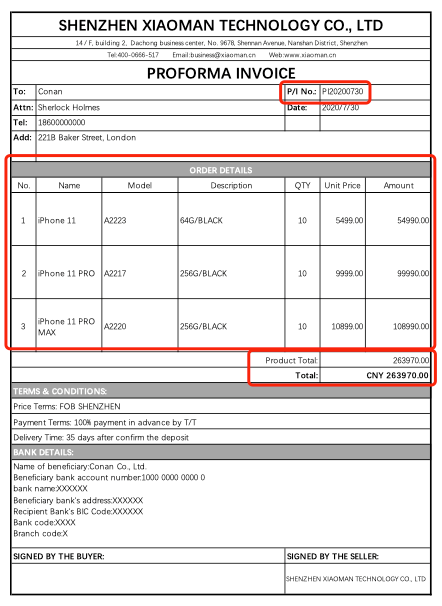 SHENZHEN XIAOMAN TECHNOLOGY CO., LTD
14 / F, building 2, Dachong business center, No. 9678, Shennan Avenue, Nanshan District, Shenzhen
Tel:400-0666-517 Email:business@xiaoman.cn Web:www.xiaoman.cn
PROFORMA INVOICE
To: Conan P/I No.: PI20200730
Attn: Sherlock Holmes Date: 2020/7/30
Tel: 18600000000
Add: 221B Baker Street, London
ORDER DETAILS
No. Name Model Description QTY Unit Price Amount
1 iPhone 11 A2223 64G/BLACK 10 5499.00 54990.00
2 iPhone 11 PRO A2217 256G/BLACK 10 9999.00 99990.00
3 iPhone 11 PRO MAX A2220 256G/BLACK 10 10899.00 108990.00
Product Total: 263970.00
Total: CNY 263970.00
TERMS & CONDITIONS:
Price Terms: FOB SHENZHEN
Payment Terms: 100% payment in advance by T/T
Delivery Time: 35 days after confirm the deposit
BANK DETAILS:
Name of beneficiary:Conan Co., Ltd.
Beneficiary bank account number:1000 0000 0000 0
bank name:XXXXXX
Beneficiary bank's address:XXXXXX
Recipient Bank's BIC Code:XXXXXX
Bank code:XXXX
Branch code:X
SIGNED BY THE BUYER: SIGNED BY THE SELLER:
SHENZHEN XIAOMAN TECHNOLOGY CO., LTD